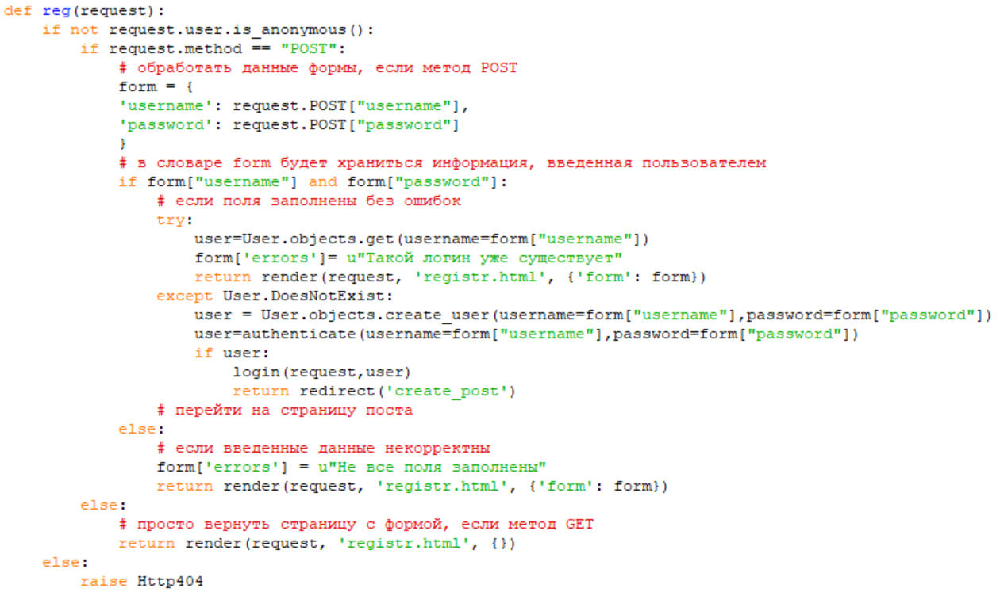 def reg(request):
    if not request.user.is_anonymous():
        if request.method == "POST":
            # обработать данные формы, если метод POST
            form = {
            'username': request.POST["username"],
            'password': request.POST["password"]
            }
            # в словаре form будет храниться информация, введенная пользователем
            if form["username"] and form["password"]:
                # если поля заполнены без ошибок
                try:
                    user=User.objects.get(username=form["username"])
                    form['errors']= u"Такой логин уже существует"
                    return render(request, 'registr.html', {'form': form})
                except User.DoesNotExist:
                    user = User.objects.create_user(username=form["username"],password=form["password"])
                    user=authenticate(username=form["username"],password=form["password"])
                    if user:
                        login(request,user)
                        return redirect('create_post')
                # перейти на страницу поста
            else:
                # если введенные данные некорректны
                form['errors'] = u"Не все поля заполнены"
                return render(request, 'registr.html', {'form': form})
        else:
            # просто вернуть страницу с формой, если метод GET
            return render(request, 'registr.html', {})
    else:
        raise Http404